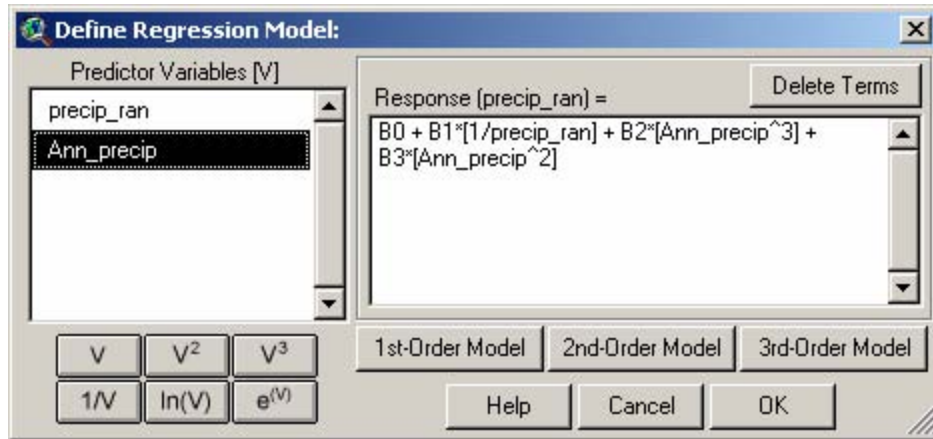 Define Regression Model:
Predictor Variables [V]
precip_ran
Ann_precip
Response (precip_ran) =
Delete Terms
B0 + B1*[1/precip_ran] + B2*[Ann_precip^3] +
B3*[Ann_precip^2]
V V² V³
1/V ln(V) e^(V)
1st-Order Model 2nd-Order Model 3rd-Order Model
Help Cancel OK